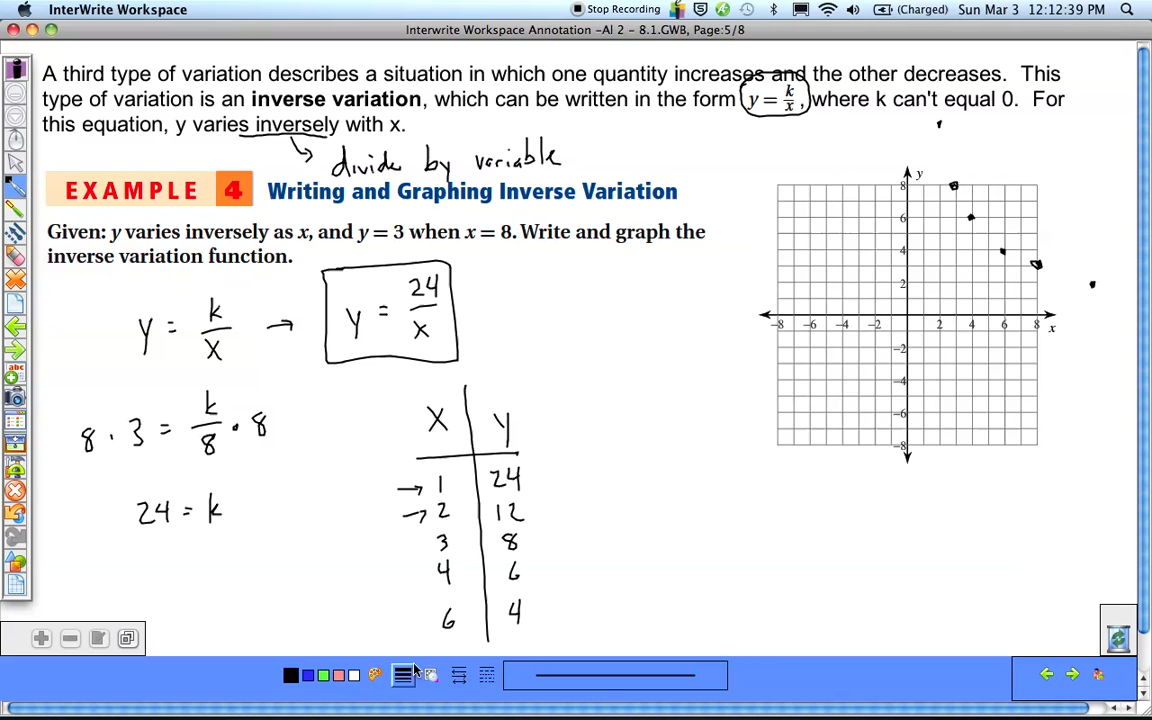 InterWrite Workspace
Stop Recording
(Charged)
Sun Mar 3 12:12:39 PM
Interwrite Workspace Annotation -Al 2 - 8.1.GWB, Page:5/8
A third type of variation describes a situation in which one quantity increases and the other decreases. This
type of variation is an inverse variation, which can be written in the form y = k/x, where k can't equal 0. For
this equation, y varies inversely with x.
divide by variable
EXAMPLE 4 Writing and Graphing Inverse Variation
Given: y varies inversely as x, and y = 3 when x = 8. Write and graph the
inverse variation function.
y = k/x → y = 24/x
8 · 3 = k/8 · 8
24 = k
X Y
→ 1 24
→ 2 12
3 8
4 6
6 4
y
8
6
4
2
-8 -6 -4 -2 2 4 6 8 x
-2
-4
-6
-8
abc